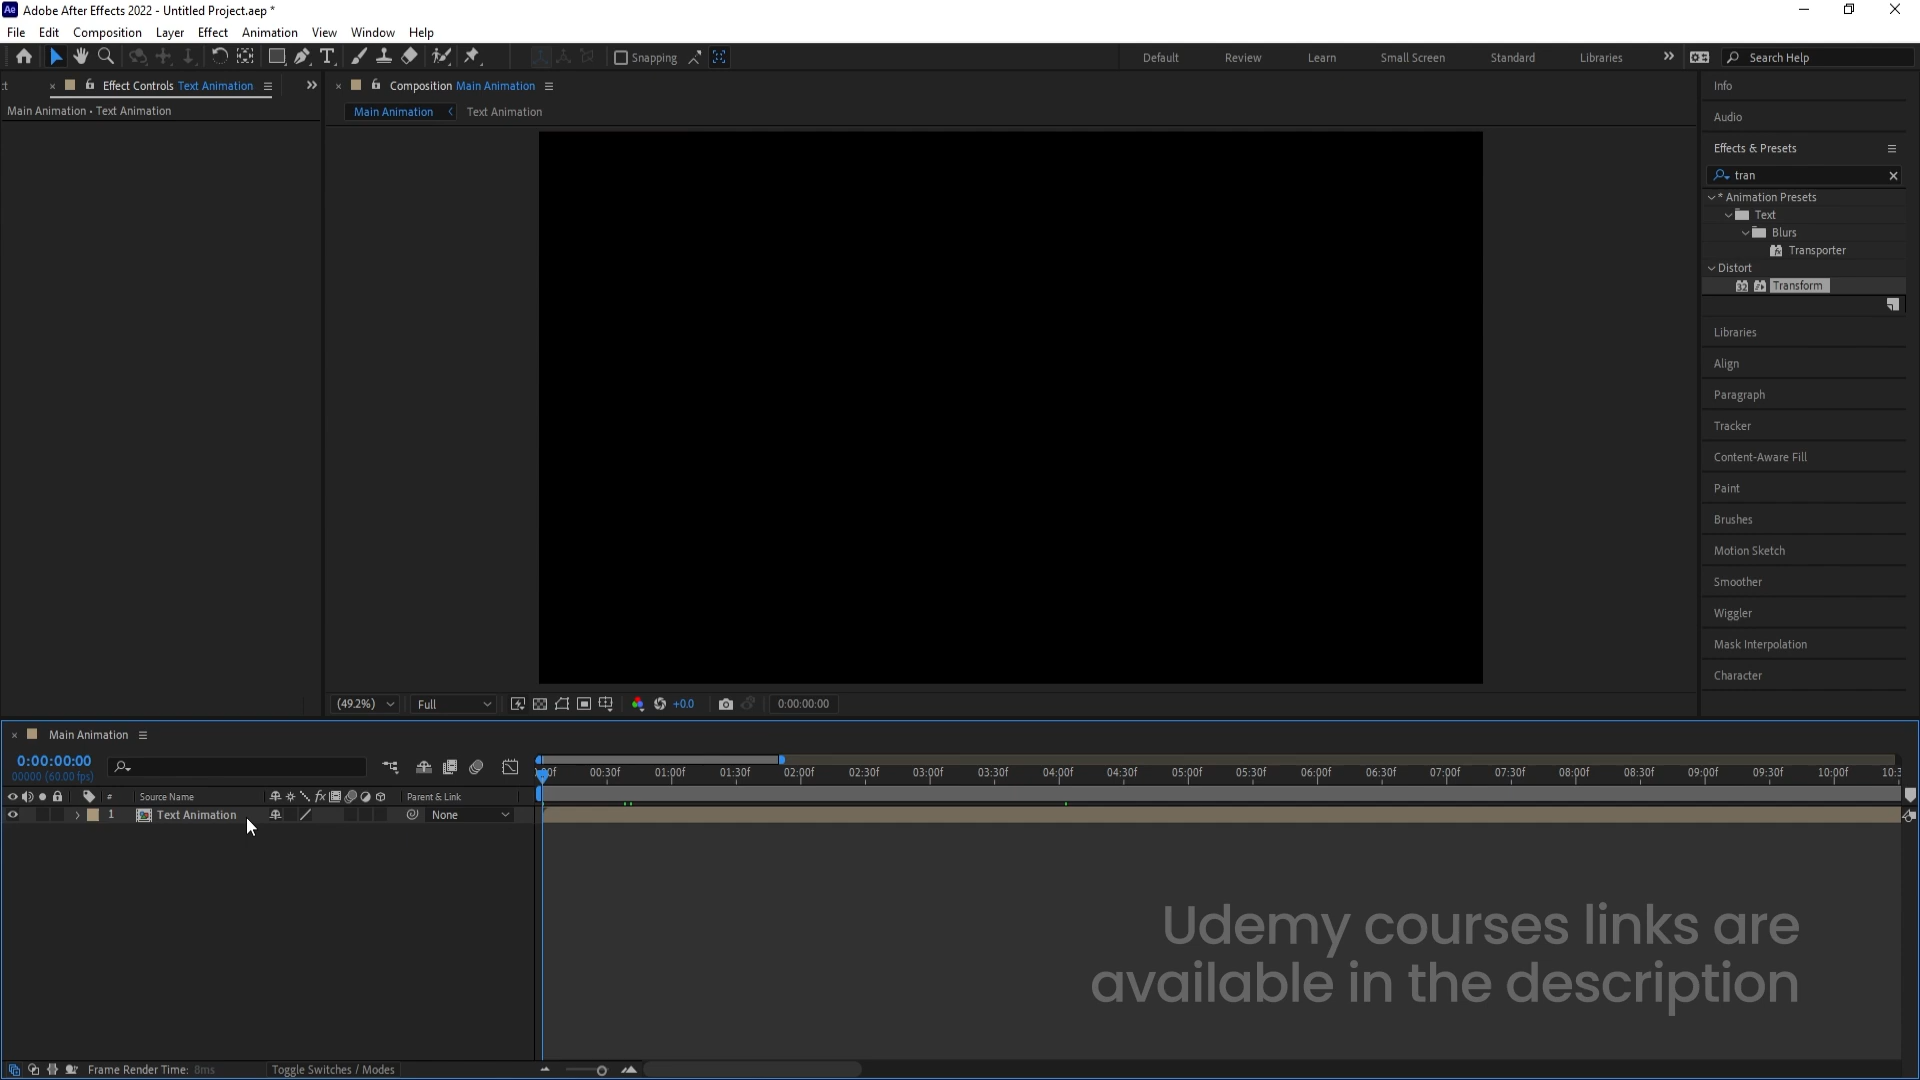 Adobe After Effects 2022 - Untitled Project.aep *
File Edit Composition Layer Effect Animation View Window Help
Snapping Default Review Learn Small Screen Standard Libraries Search Help
Effect Controls Text Animation
Main Animation • Text Animation
Composition Main Animation
Main Animation Text Animation
Info
Audio
Effects & Presets
tran
* Animation Presets
Text
Blurs
Transporter
Distort
Transform
Libraries
Align
Paragraph
Tracker
Content-Aware Fill
Paint
Brushes
Motion Sketch
Smoother
Wiggler
Mask Interpolation
Character
(49.2%) Full +0.0 0:00:00:00
Main Animation
0:00:00:00
00000 (60.00 fps)
00:30f 01:00f 01:30f 02:00f 02:30f 03:00f 03:30f 04:00f 04:30f 05:00f 05:30f 06:00f 06:30f 07:00f 07:30f 08:00f 08:30f 09:00f 09:30f 10:00f 10:3
# Source Name Parent & Link
1 Text Animation None
Udemy courses links are
available in the description
Frame Render Time: 8ms Toggle Switches / Modes